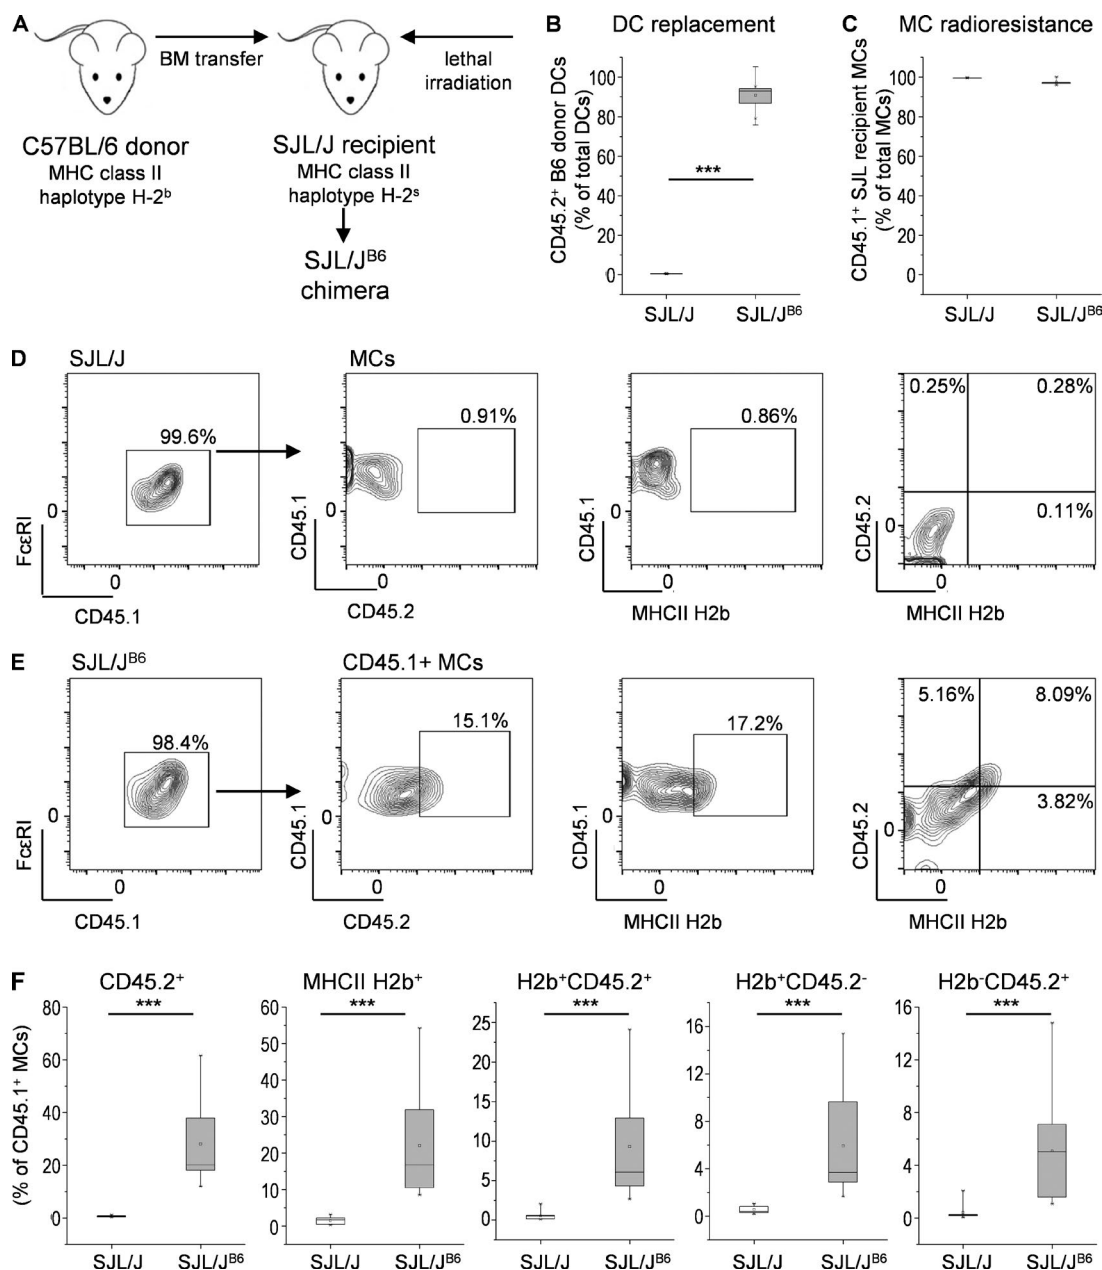 A
BM transfer
lethal
irradiation
C57BL/6 donor
MHC class II
haplotype H-2ᵇ
SJL/J recipient
MHC class II
haplotype H-2ˢ
SJL/Jᴮ⁶
chimera
B
DC replacement
CD45.2⁺ B6 donor DCs
(% of total DCs)
100
80
60
40
20
0
***
SJL/J
SJL/Jᴮ⁶
C
MC radioresistance
CD45.1⁺ SJL recipient MCs
(% of total MCs)
100
80
60
40
20
0
SJL/J
SJL/Jᴮ⁶
D
SJL/J
99.6%
0
FcεRI
0
CD45.1
MCs
0.91%
0
CD45.1
0
CD45.2
0.86%
0
CD45.1
0
MHCII H2b
0.25%
0.28%
0.11%
0
CD45.2
0
MHCII H2b
E
SJL/Jᴮ⁶
98.4%
0
FcεRI
0
CD45.1
CD45.1+ MCs
15.1%
0
CD45.1
0
CD45.2
17.2%
0
CD45.1
0
MHCII H2b
5.16%
8.09%
3.82%
0
CD45.2
0
MHCII H2b
F
(% of CD45.1⁺ MCs)
CD45.2⁺
***
80
60
40
20
0
SJL/J
SJL/Jᴮ⁶
MHCII H2b⁺
***
60
50
40
30
20
10
0
SJL/J
SJL/Jᴮ⁶
H2b⁺CD45.2⁺
***
25
20
15
10
5
0
SJL/J
SJL/Jᴮ⁶
H2b⁺CD45.2⁻
***
16
12
8
4
0
SJL/J
SJL/Jᴮ⁶
H2b⁻CD45.2⁺
***
16
12
8
4
0
SJL/J
SJL/Jᴮ⁶